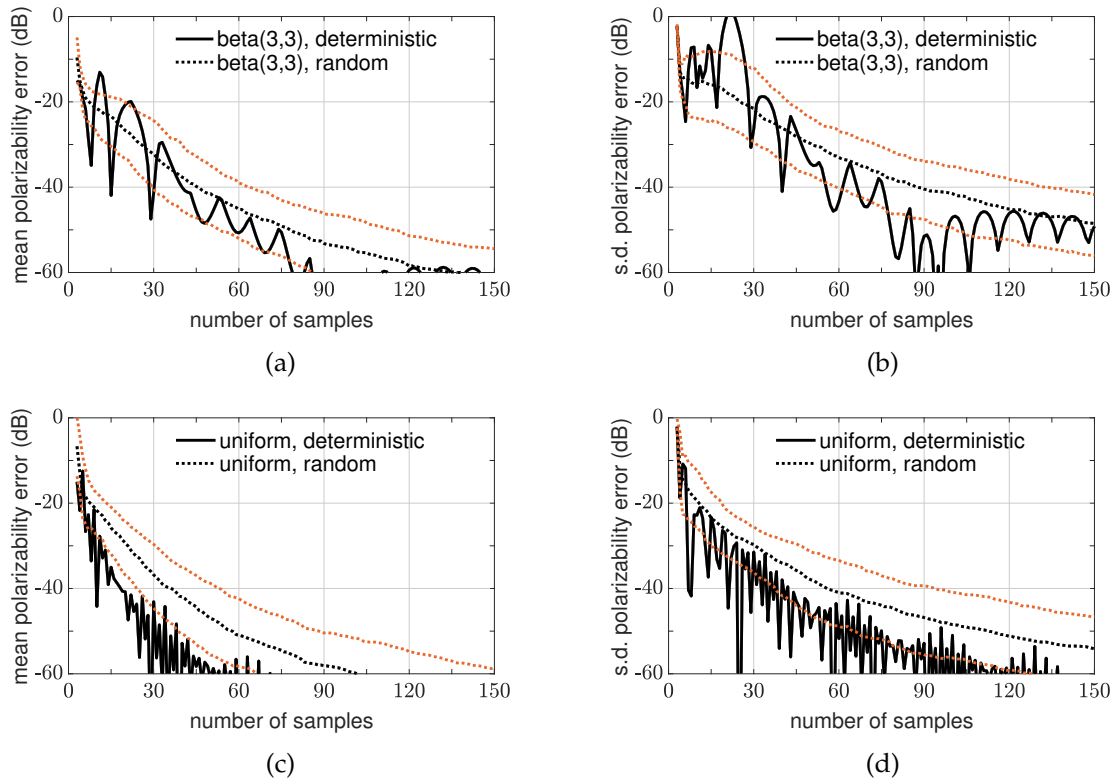 mean polarizability error (dB)
0
-20
-40
-60
beta(3,3), deterministic
beta(3,3), random
0 30 60 90 120 150
number of samples
(a)
s.d. polarizability error (dB)
0
-20
-40
-60
beta(3,3), deterministic
beta(3,3), random
0 30 60 90 120 150
number of samples
(b)
mean polarizability error (dB)
0
-20
-40
-60
uniform, deterministic
uniform, random
0 30 60 90 120 150
number of samples
(c)
s.d. polarizability error (dB)
0
-20
-40
-60
uniform, deterministic
uniform, random
0 30 60 90 120 150
number of samples
(d)